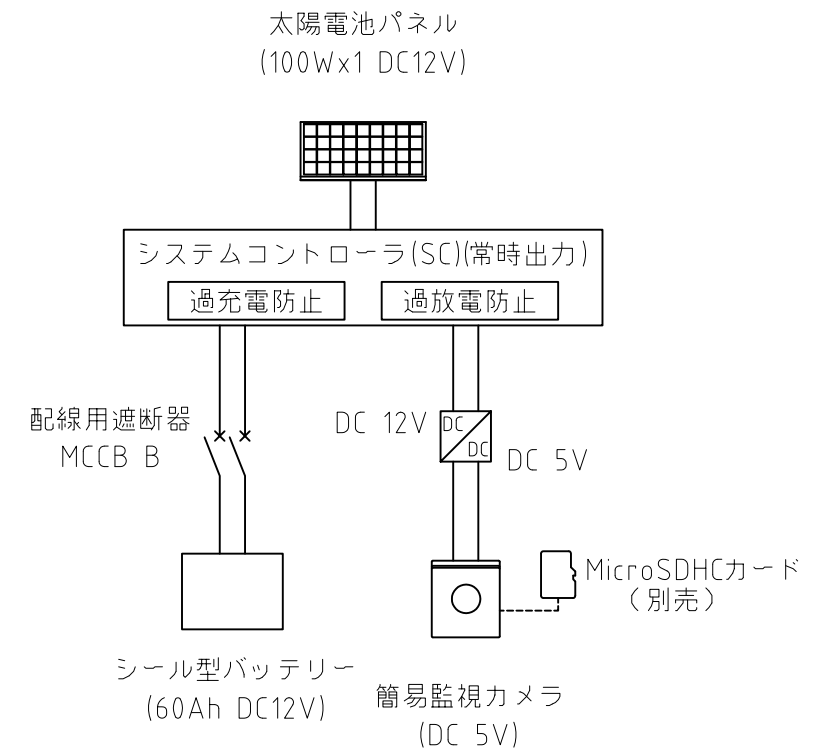 太陽電池パネル
(100Wx1 DC12V)
システムコントローラ(SC)(常時出力)
過充電防止
過放電防止
配線用遮断器
MCCB B
DC 12V
DC
DC
DC 5V
MicroSDHCカード
(別売)
シール型バッテリー
(60Ah DC12V)
簡易監視カメラ
(DC 5V)